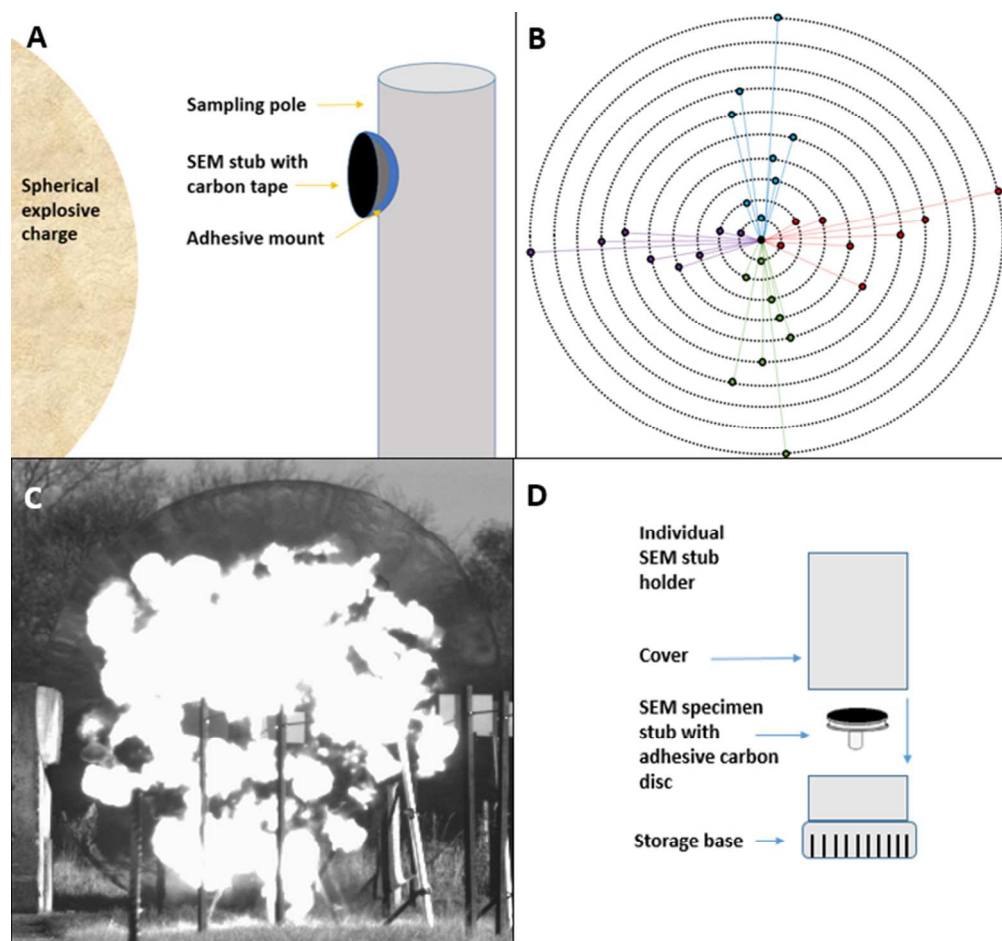 A
Sampling pole
SEM stub with
carbon tape
Adhesive mount
Spherical
explosive
charge
B
C
D
Individual
SEM stub
holder
Cover
SEM specimen
stub with
adhesive carbon
disc
Storage base